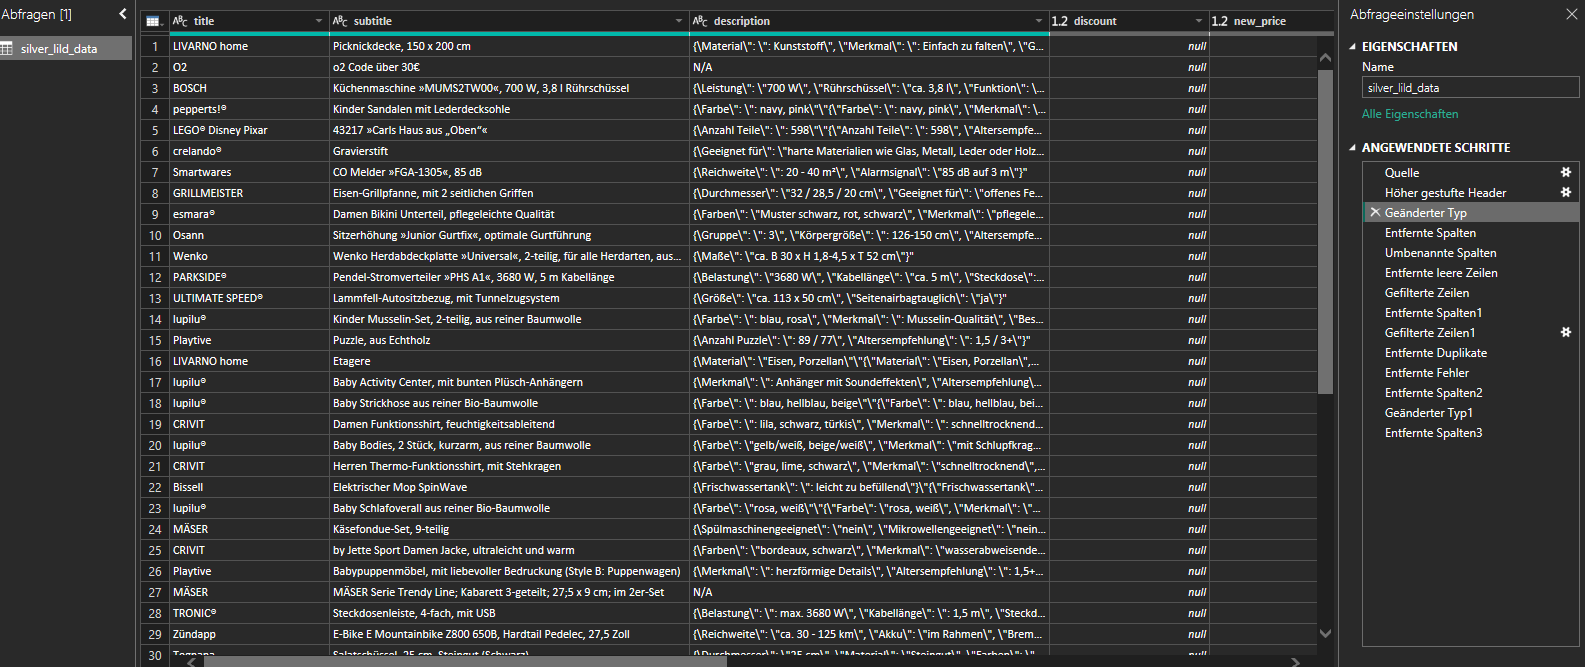 Abfragen [1]
silver_lild_data
title subtitle description 1.2 discount 1.2 new_price
1 LIVARNO home Picknickdecke, 150 x 200 cm {\Material\": \": Kunststoff\", \"Merkmal\": \": Einfach zu falten\", \"G... null
2 O2 o2 Code über 30€ N/A null
3 BOSCH Küchenmaschine »MUMS2TW00«, 700 W, 3,8 l Rührschüssel {\Leistung\": \"700 W\", \"Rührschüssel\": \"ca. 3,8 l\", \"Funktion\": \... null
4 pepperts!® Kinder Sandalen mit Lederdecksohle {\Farbe\": \": navy, pink\"\"{\"Farbe\": \": navy, pink\", \"Merkmal\": \... null
5 LEGO® Disney Pixar 43217 »Carls Haus aus „Oben“« {\Anzahl Teile\": \": 598\"\"{\"Anzahl Teile\": \": 598\", \"Altersempfe... null
6 crelando® Gravierstift {\Geeignet für\": \"harte Materialien wie Glas, Metall, Leder oder Holz... null
7 Smartwares CO Melder »FGA-1305«, 85 dB {\Reichweite\": \": 20 - 40 m²\", \"Alarmsignal\": \"85 dB auf 3 m\"}" null
8 GRILLMEISTER Eisen-Grillpfanne, mit 2 seitlichen Griffen {\Durchmesser\": \"32 / 28,5 / 20 cm\", \"Geeignet für\": \"offenes Fe... null
9 esmara® Damen Bikini Unterteil, pflegeleichte Qualität {\Farben\": \"Muster schwarz, rot, schwarz\", \"Merkmal\": \"pflegele... null
10 Osann Sitzerhöhung »Junior Gurtfix«, optimale Gurtführung {\Gruppe\": \": 3\", \"Körpergröße\": \": 126-150 cm\", \"Altersempfe... null
11 Wenko Wenko Herdabdeckplatte »Universal«, 2-teilig, für alle Herdarten, aus... {\Maße\": \"ca. B 30 x H 1,8-4,5 x T 52 cm\"}" null
12 PARKSIDE® Pendel-Stromverteiler »PHS A1«, 3680 W, 5 m Kabellänge {\Belastung\": \"3680 W\", \"Kabellänge\": \"ca. 5 m\", \"Steckdose\": ... null
13 ULTIMATE SPEED® Lammfell-Autositzbezug, mit Tunnelzugsystem {\Größe\": \"ca. 113 x 50 cm\", \"Seitenairbagtauglich\": \"ja\"}" null
14 lupilu® Kinder Musselin-Set, 2-teilig, aus reiner Baumwolle {\Farbe\": \": blau, rosa\", \"Merkmal\": \": Musselin-Qualität\", \"Bes... null
15 Playtive Puzzle, aus Echtholz {\Anzahl Puzzle\": \": 89 / 77\", \"Altersempfehlung\": \": 1,5 / 3+\"}" null
16 LIVARNO home Etagere {\Material\": \"Eisen, Porzellan\"\"{\"Material\": \"Eisen, Porzellan\",... null
17 lupilu® Baby Activity Center, mit bunten Plüsch-Anhängern {\Merkmal\": \": Anhänger mit Soundeffekten\", \"Altersempfehlung\... null
18 lupilu® Baby Strickhose aus reiner Bio-Baumwolle {\Farbe\": \": blau, hellblau, beige\"\"{\"Farbe\": \": blau, hellblau, bei... null
19 CRIVIT Damen Funktionsshirt, feuchtigkeitsableitend {\Farbe\": \": lila, schwarz, türkis\", \"Merkmal\": \": schnelltrocknend... null
20 lupilu® Baby Bodies, 2 Stück, kurzarm, aus reiner Baumwolle {\Farbe\": \"gelb/weiß, beige/weiß\", \"Merkmal\": \"mit Schlupfkrag... null
21 CRIVIT Herren Thermo-Funktionsshirt, mit Stehkragen {\Farbe\": \"grau, lime, schwarz\", \"Merkmal\": \"schnelltrocknend\",... null
22 Bissell Elektrischer Mop SpinWave {\Frischwassertank\": \": leicht zu befüllend\"}\"{\"Frischwassertank\"... null
23 lupilu® Baby Schlafoverall aus reiner Bio-Baumwolle {\Farbe\": \"rosa, weiß\"\"{\"Farbe\": \"rosa, weiß\", \"Merkmal\": \"... null
24 MÄSER Käsefondue-Set, 9-teilig {\Spülmaschinengeeignet\": \"nein\", \"Mikrowellengeeignet\": \"nein... null
25 CRIVIT by Jette Sport Damen Jacke, ultraleicht und warm {\Farben\": \"bordeaux, schwarz\", \"Merkmal\": \"wasserabweisende... null
26 Playtive Babypuppenmöbel, mit liebevoller Bedruckung (Style B: Puppenwagen) {\Merkmal\": \": herzförmige Details\", \"Altersempfehlung\": \": 1,5+... null
27 MÄSER MÄSER Serie Trendy Line; Kabarett 3-geteilt; 27,5 x 9 cm; im 2er-Set N/A null
28 TRONIC® Steckdosenleiste, 4-fach, mit USB {\Belastung\": \": max. 3680 W\", \"Kabellänge\": \": 1,5 m\", \"Steckd... null
29 Zündapp E-Bike E Mountainbike Z800 650B, Hardtail Pedelec, 27,5 Zoll {\Reichweite\": \"ca. 30 - 125 km\", \"Akku\": \"im Rahmen\", \"Brem... null
30 Tognana Salatschüssel, 25 cm, Steingut (Schwarz) {\Durchmesser\": \"25 cm\", \"Material\": \"Steingut\", \"Farben\": \"... null
Abfrageeinstellungen
EIGENSCHAFTEN
Name
silver_lild_data
Alle Eigenschaften
ANGEWENDETE SCHRITTE
Quelle
Höher gestufte Header
Geänderter Typ
Entfernte Spalten
Umbenannte Spalten
Entfernte leere Zeilen
Gefilterte Zeilen
Entfernte Spalten1
Gefilterte Zeilen1
Entfernte Duplikate
Entfernte Fehler
Entfernte Spalten2
Geänderter Typ1
Entfernte Spalten3